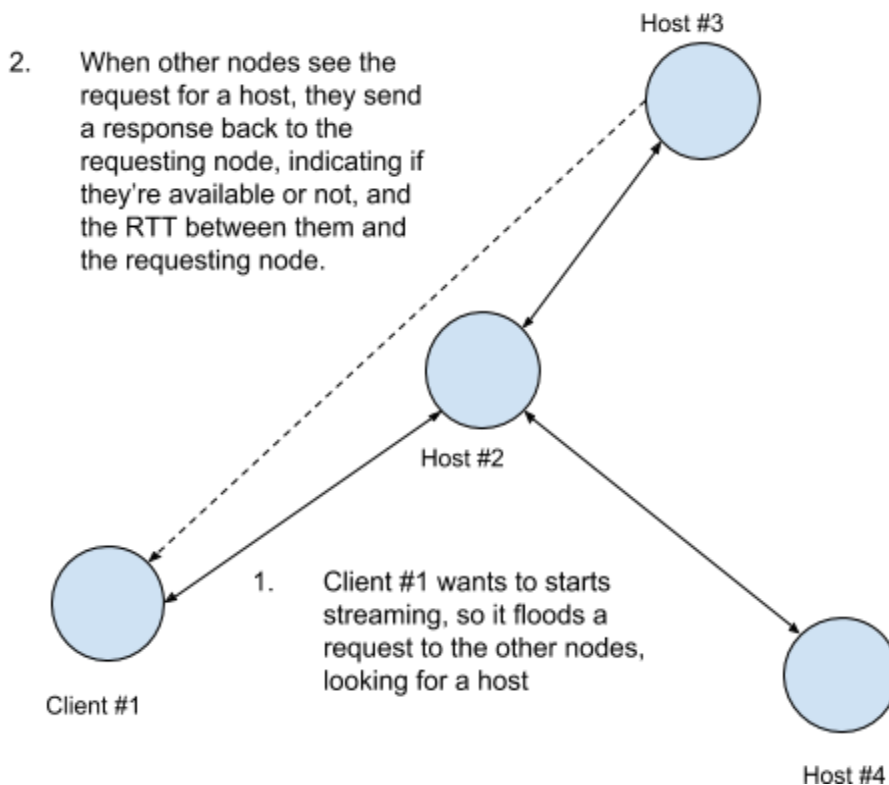 Host #3
2. When other nodes see the
request for a host, they send
a response back to the
requesting node, indicating if
they're available or not, and
the RTT between them and
the requesting node.
Host #2
1. Client #1 wants to starts
streaming, so it floods a
request to the other nodes,
looking for a host
Client #1
Host #4